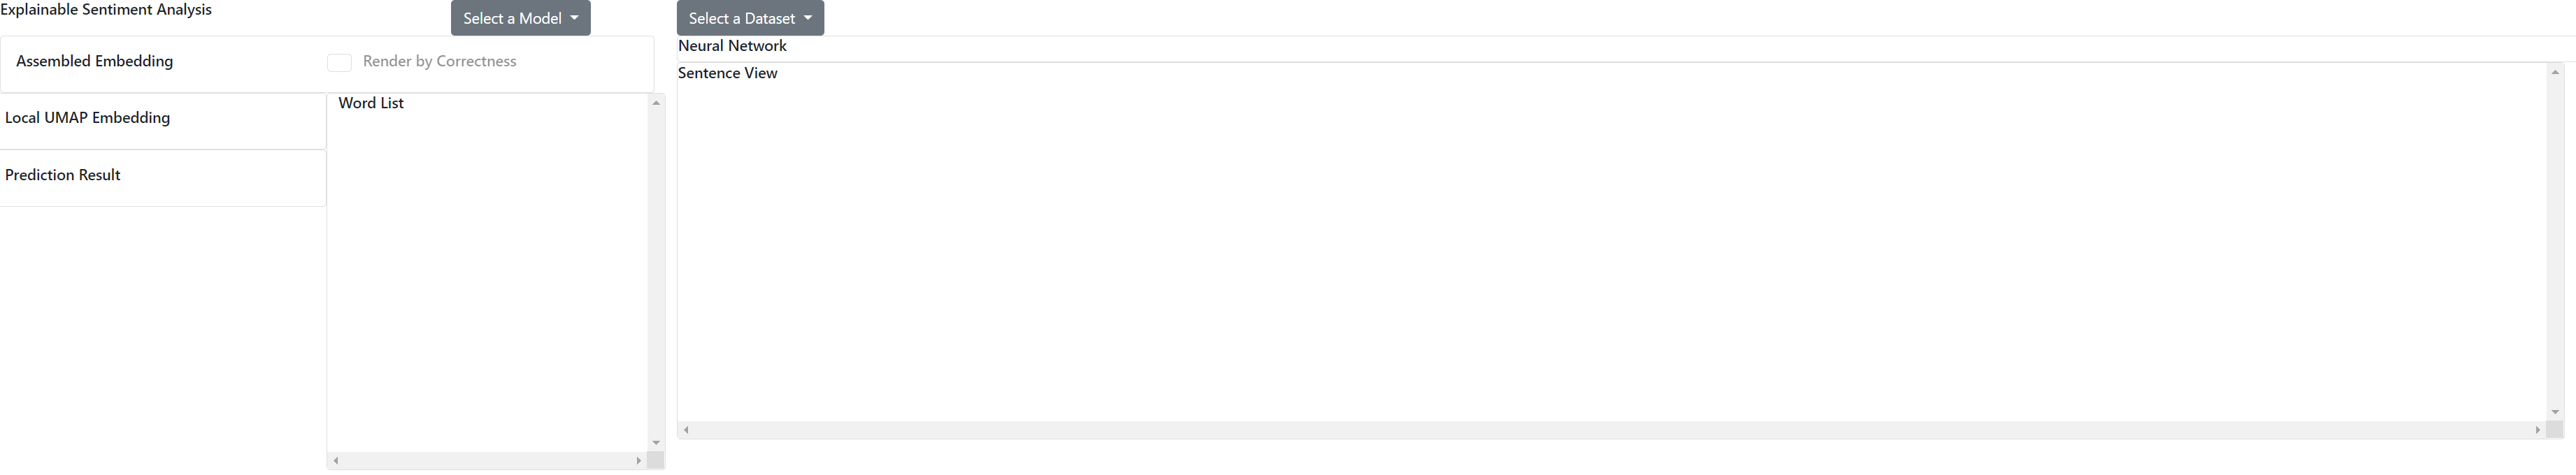 Explainable Sentiment Analysis
Select a Model
Select a Dataset
Assembled Embedding
Render by Correctness
Neural Network
Sentence View
Local UMAP Embedding
Word List
Prediction Result